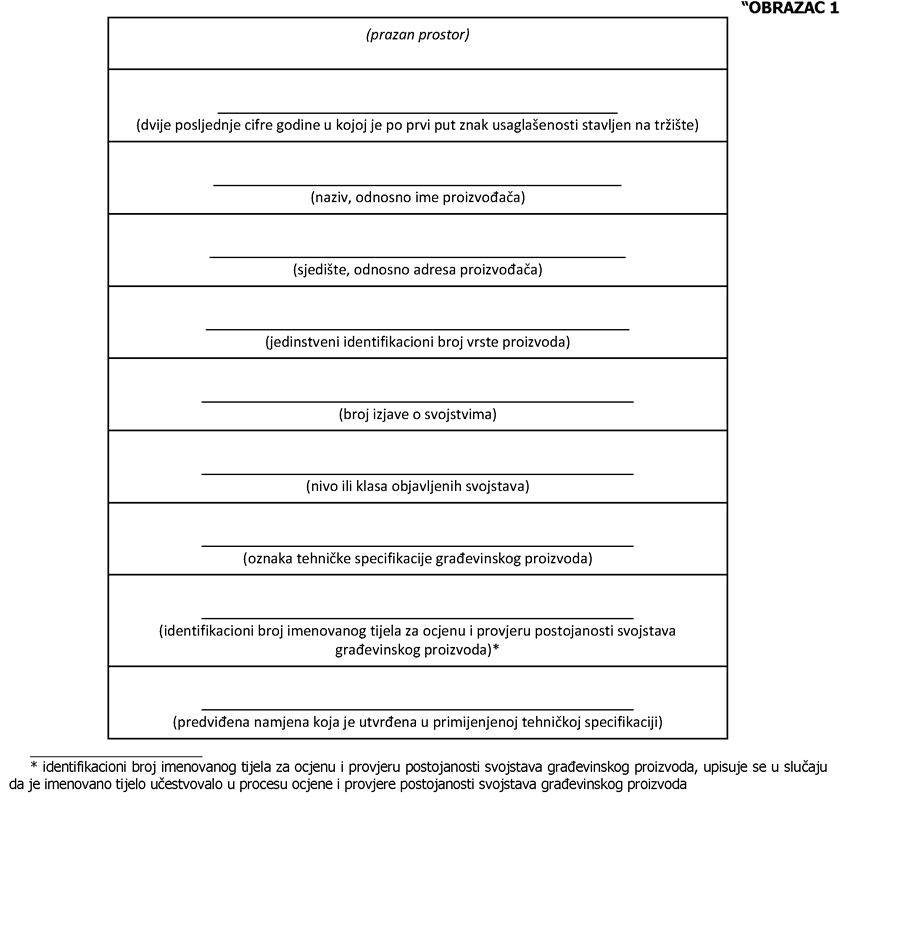 “OBRAZAC 1
(prazan prostor)
(dvije posljednje cifre godine u kojoj je po prvi put znak usaglašenosti stavljen na tržište)
(naziv, odnosno ime proizvođača)
(sjedište, odnosno adresa proizvođača)
(jedinstveni identifikacioni broj vrste proizvoda)
(broj izjave o svojstvima)
(nivo ili klasa objavljenih svojstava)
(oznaka tehničke specifikacije građevinskog proizvoda)
(identifikacioni broj imenovanog tijela za ocjenu i provjeru postojanosti svojstava
građevinskog proizvoda)*
(predviđena namjena koja je utvrđena u primijenjenoj tehničkoj specifikaciji)
* identifikacioni broj imenovanog tijela za ocjenu i provjeru postojanosti svojstava građevinskog proizvoda, upisuje se u slučaju
da je imenovano tijelo učestvovalo u procesu ocjene i provjere postojanosti svojstava građevinskog proizvoda